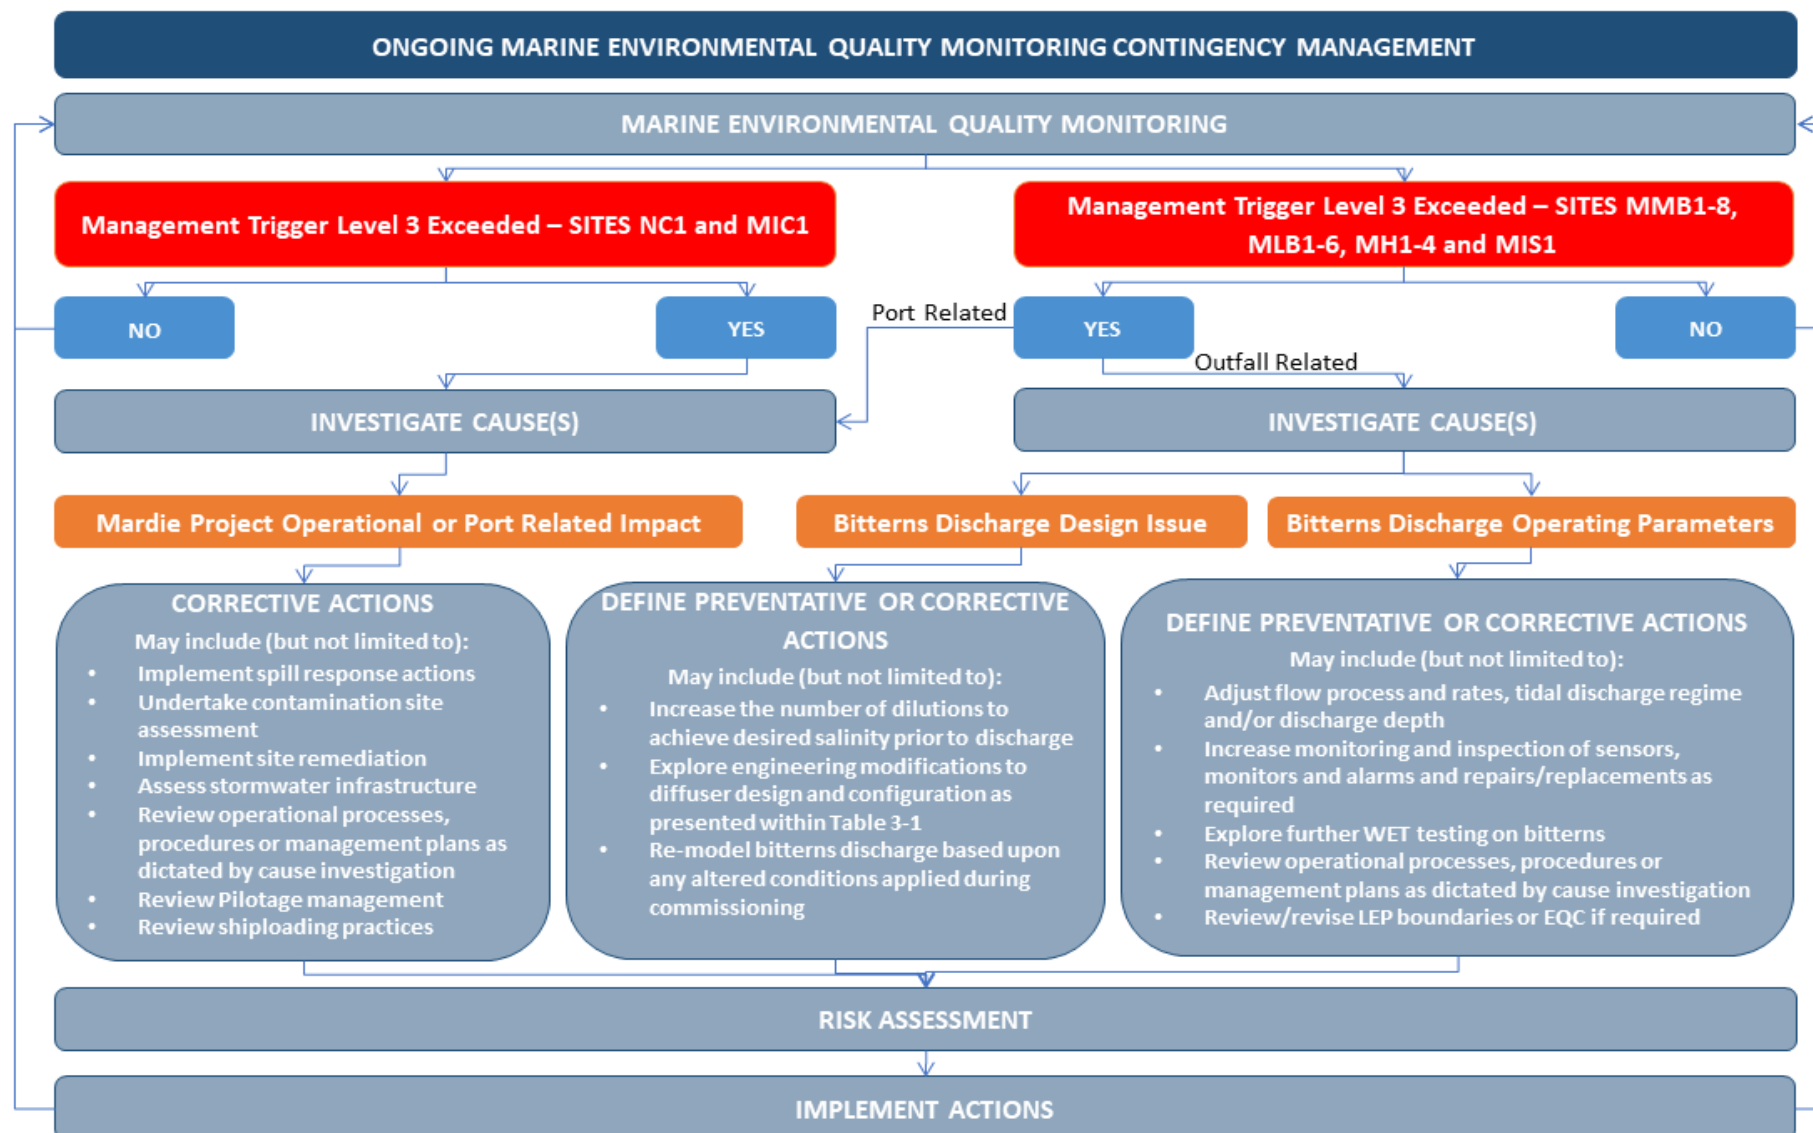 ONGOING MARINE ENVIRONMENTAL QUALITY MONITORING CONTINGENCY MANAGEMENT
MARINE ENVIRONMENTAL QUALITY MONITORING
Management Trigger Level 3 Exceeded – SITES NC1 and MIC1
Management Trigger Level 3 Exceeded – SITES MMB1-8,
MLB1-6, MH1-4 and MIS1
NO
YES
Port Related
YES
NO
Outfall Related
INVESTIGATE CAUSE(S)
INVESTIGATE CAUSE(S)
Mardie Project Operational or Port Related Impact
Bitterns Discharge Design Issue
Bitterns Discharge Operating Parameters
CORRECTIVE ACTIONS
May include (but not limited to):
• Implement spill response actions
• Undertake contamination site
assessment
• Implement site remediation
• Assess stormwater infrastructure
• Review operational processes,
procedures or management plans as
dictated by cause investigation
• Review Pilotage management
• Review shiploading practices
DEFINE PREVENTATIVE OR CORRECTIVE
ACTIONS
May include (but not limited to):
• Increase the number of dilutions to
achieve desired salinity prior to discharge
• Explore engineering modifications to
diffuser design and configuration as
presented within Table 3-1
• Re-model bitterns discharge based upon
any altered conditions applied during
commissioning
DEFINE PREVENTATIVE OR CORRECTIVE ACTIONS
May include (but not limited to):
• Adjust flow process and rates, tidal discharge regime
and/or discharge depth
• Increase monitoring and inspection of sensors,
monitors and alarms and repairs/replacements as
required
• Explore further WET testing on bitterns
• Review operational processes, procedures or
management plans as dictated by cause investigation
• Review/revise LEP boundaries or EQC if required
RISK ASSESSMENT
IMPLEMENT ACTIONS